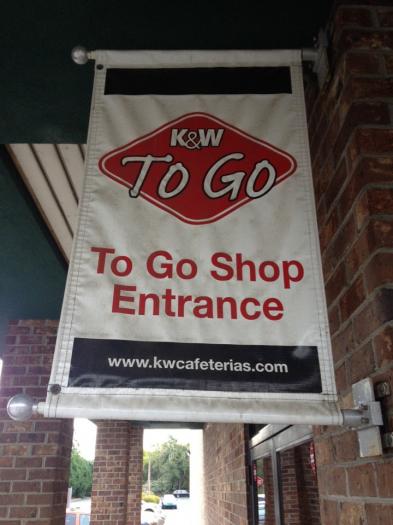 K&W
TO GO
To Go Shop
Entrance
www.kwcafeterias.com